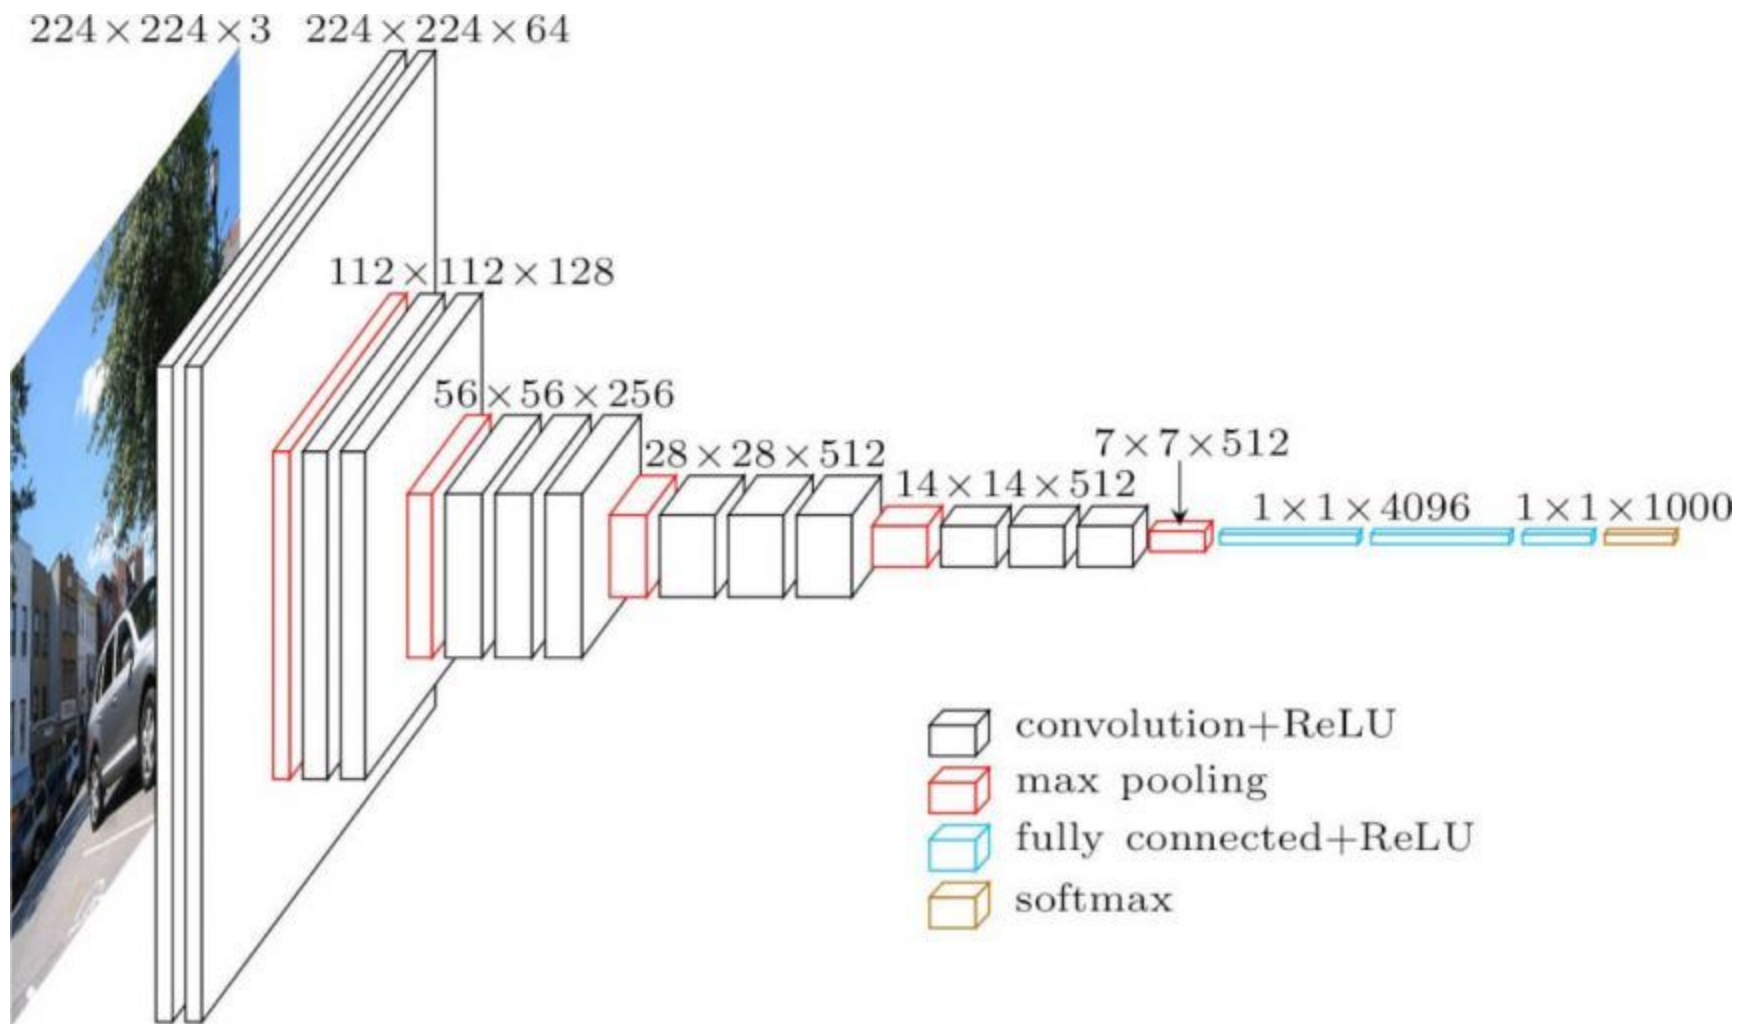 224×224×3
224×224×64
112×112×128
56×56×256
28×28×512
14×14×512
7×7×512
1×1×4096
1×1×1000
convolution+ReLU
max pooling
fully connected+ReLU
softmax